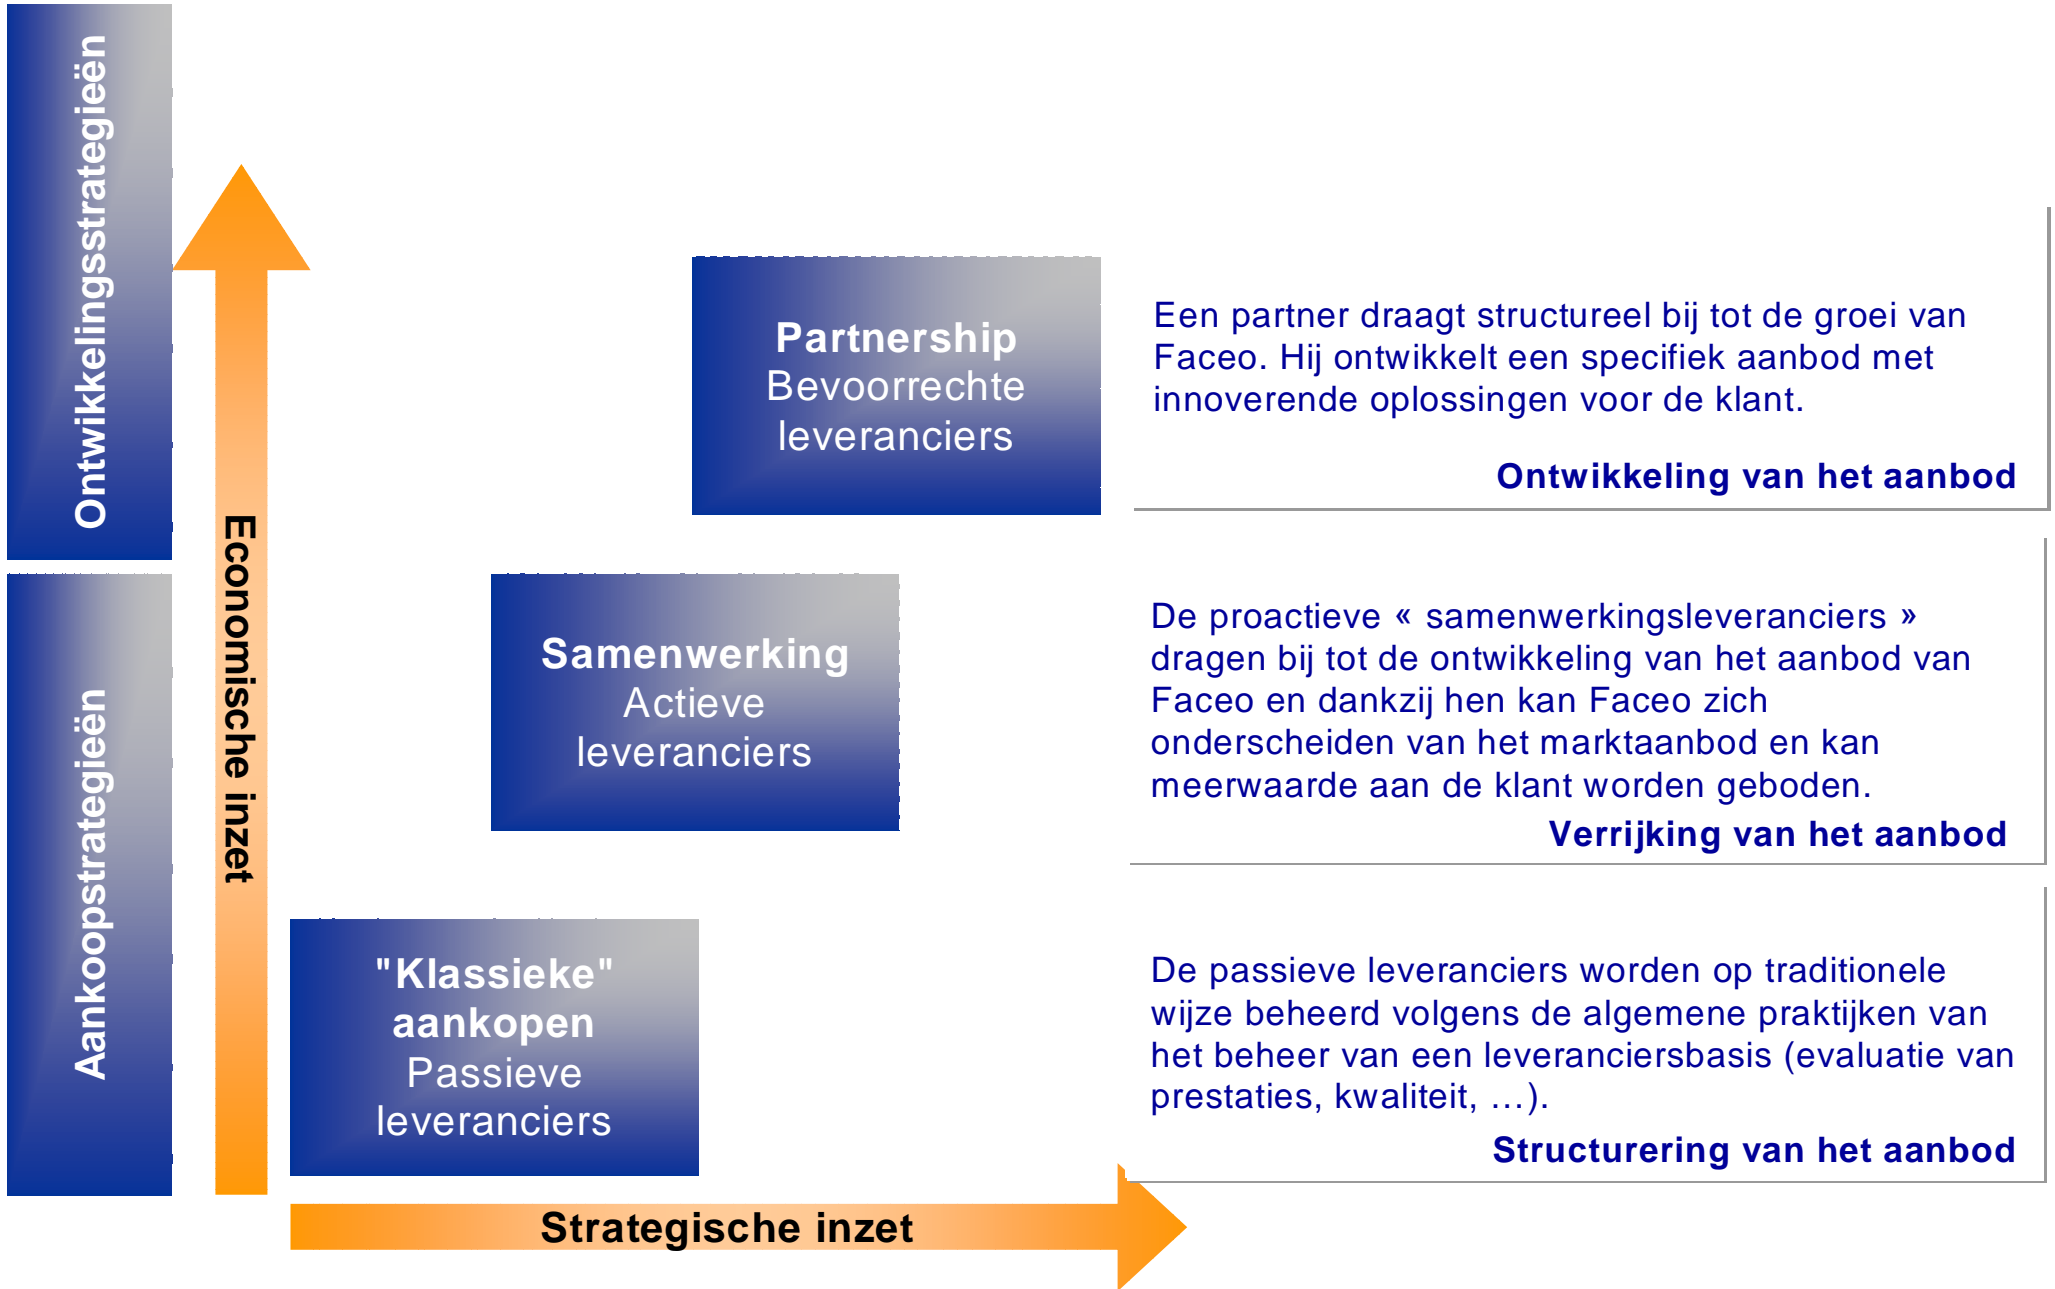 Ontwikkelingsstrategieën
Aankoopstrategieën
Economische inzet
Partnership
Bevoorrechte
leveranciers
Een partner draagt structureel bij tot de groei van
Faceo. Hij ontwikkelt een specifiek aanbod met
innoverende oplossingen voor de klant.
Ontwikkeling van het aanbod
Samenwerking
Actieve
leveranciers
De proactieve « samenwerkingsleveranciers »
dragen bij tot de ontwikkeling van het aanbod van
Faceo en dankzij hen kan Faceo zich
onderscheiden van het marktaanbod en kan
meerwaarde aan de klant worden geboden.
Verrijking van het aanbod
"Klassieke"
aankopen
Passieve
leveranciers
De passieve leveranciers worden op traditionele
wijze beheerd volgens de algemene praktijken van
het beheer van een leveranciersbasis (evaluatie van
prestaties, kwaliteit, …).
Structurering van het aanbod
Strategische inzet